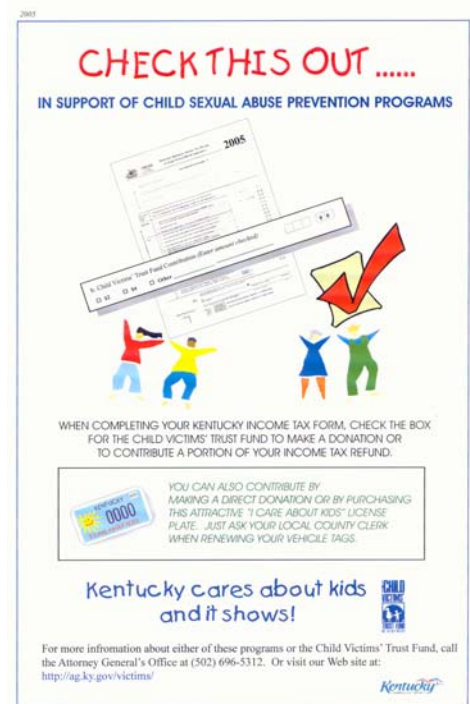 2005
CHECK THIS OUT ......
IN SUPPORT OF CHILD SEXUAL ABUSE PREVENTION PROGRAMS
2005
b. Child Victims' Trust Fund Contribution (Enter amount checked)
$2 $4 Other
WHEN COMPLETING YOUR KENTUCKY INCOME TAX FORM, CHECK THE BOX
FOR THE CHILD VICTIMS' TRUST FUND TO MAKE A DONATION OR
TO CONTRIBUTE A PORTION OF YOUR INCOME TAX REFUND.
KENTUCKY
0000
I CARE ABOUT KIDS
YOU CAN ALSO CONTRIBUTE BY
MAKING A DIRECT DONATION OR BY PURCHASING
THIS ATTRACTIVE "I CARE ABOUT KIDS" LICENSE
PLATE. JUST ASK YOUR LOCAL COUNTY CLERK
WHEN RENEWING YOUR VEHICILE TAGS.
Kentucky cares about kids
and it shows!
CHILD
VICTIMS'
TRUST FUND
For more infromation about either of these programs or the Child Victims' Trust Fund, call
the Attorney General's Office at (502) 696-5312. Or visit our Web site at:
http://ag.ky.gov/victims/
Kentucky